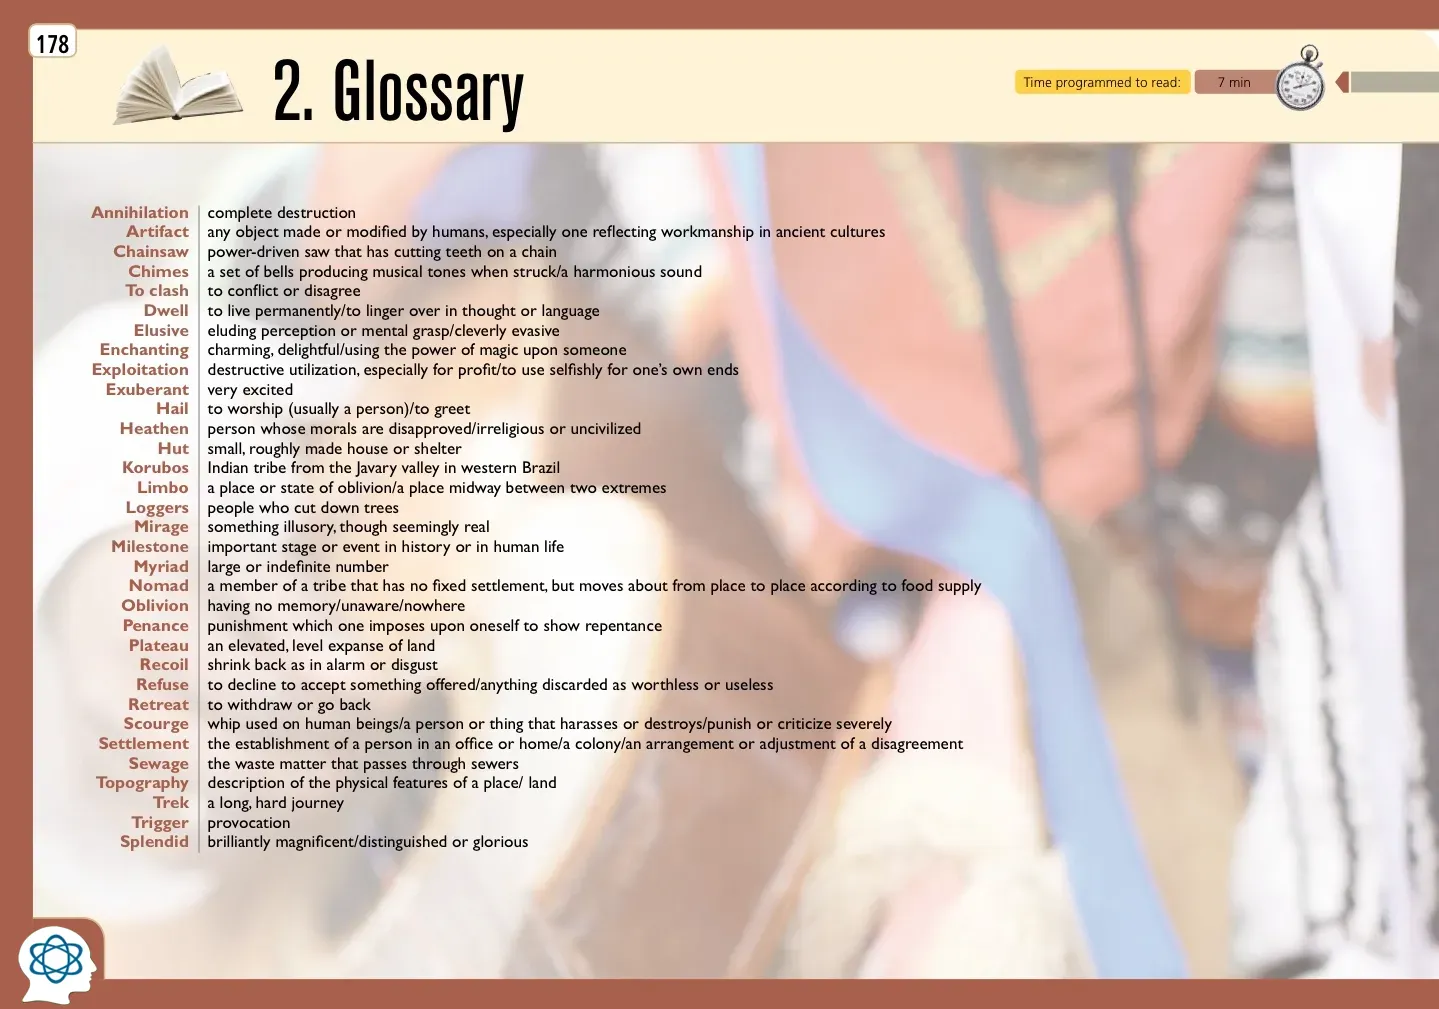 178
2. Glossary
Time programmed to read: 7 min
Annihilation complete destruction
Artifact any object made or modified by humans, especially one reflecting workmanship in ancient cultures
Chainsaw power-driven saw that has cutting teeth on a chain
Chimes a set of bells producing musical tones when struck/a harmonious sound
To clash to conflict or disagree
Dwell to live permanently/to linger over in thought or language
Elusive eluding perception or mental grasp/cleverly evasive
Enchanting charming, delightful/using the power of magic upon someone
Exploitation destructive utilization, especially for profit/to use selfishly for one's own ends
Exuberant very excited
Hail to worship (usually a person)/to greet
Heathen person whose morals are disapproved/irreligious or uncivilized
Hut small, roughly made house or shelter
Korubos Indian tribe from the Javary valley in western Brazil
Limbo a place or state of oblivion/a place midway between two extremes
Loggers people who cut down trees
Mirage something illusory, though seemingly real
Milestone important stage or event in history or in human life
Myriad large or indefinite number
Nomad a member of a tribe that has no fixed settlement, but moves about from place to place according to food supply
Oblivion having no memory/unaware/nowhere
Penance punishment which one imposes upon oneself to show repentance
Plateau an elevated, level expanse of land
Recoil shrink back as in alarm or disgust
Refuse to decline to accept something offered/anything discarded as worthless or useless
Retreat to withdraw or go back
Scourge whip used on human beings/a person or thing that harasses or destroys/punish or criticize severely
Settlement the establishment of a person in an office or home/a colony/an arrangement or adjustment of a disagreement
Sewage the waste matter that passes through sewers
Topography description of the physical features of a place/ land
Trek a long, hard journey
Trigger provocation
Splendid brilliantly magnificent/distinguished or glorious